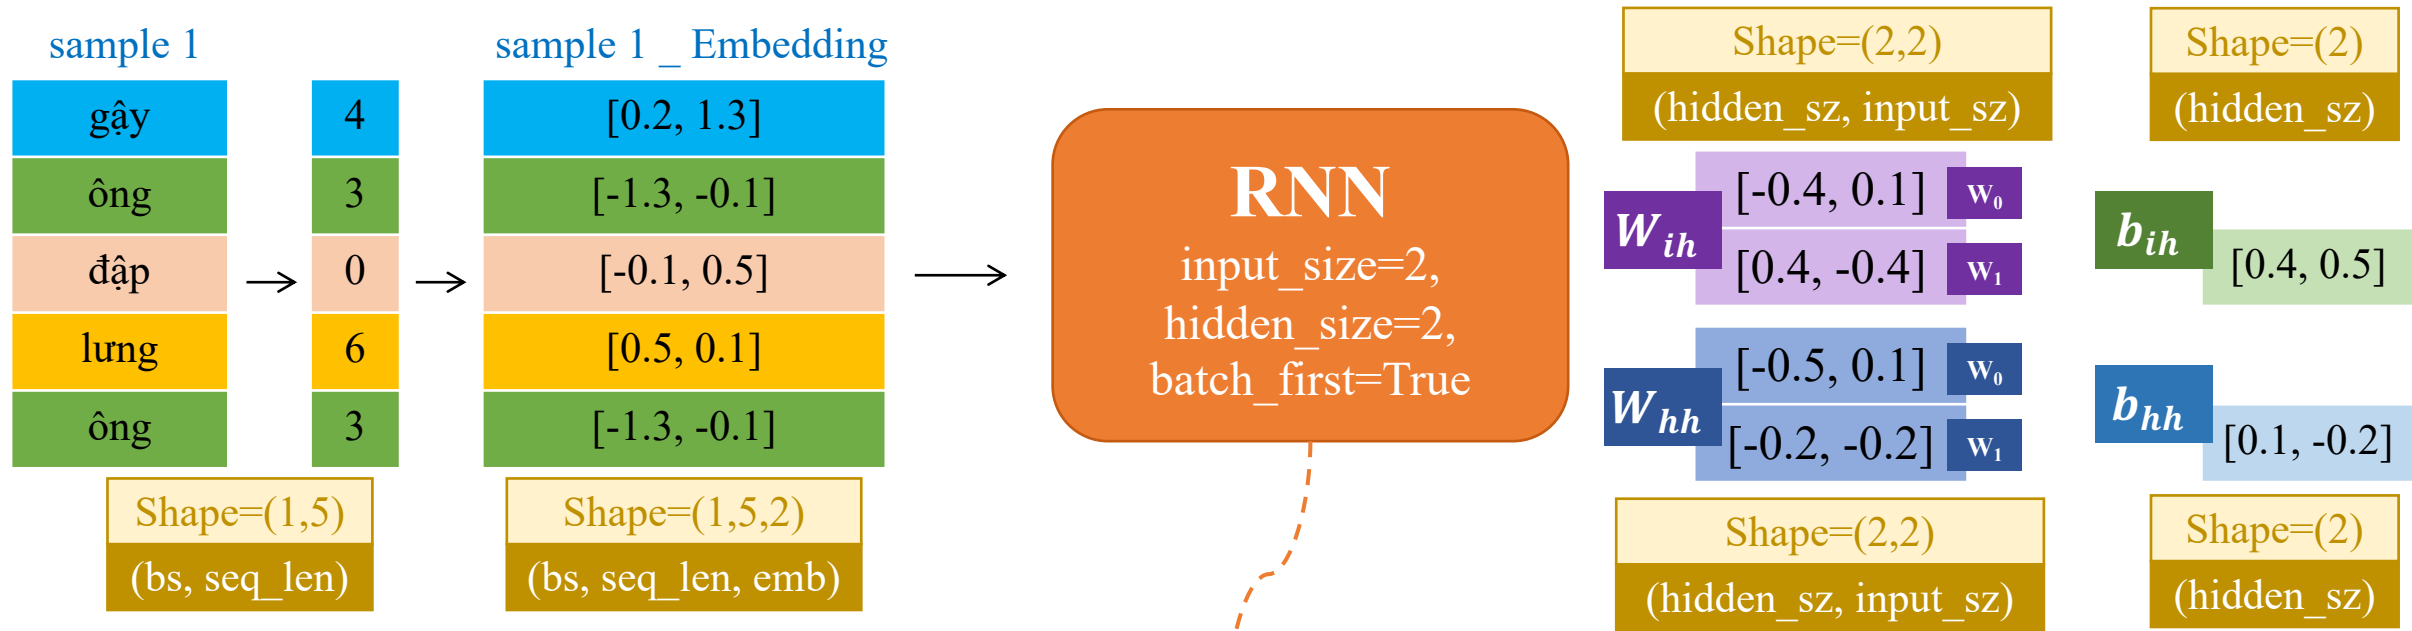 sample 1
gậy
ông
đập
lưng
ông
4
3
0
6
3
Shape=(1,5)
(bs, seq_len)
sample 1 _ Embedding
[0.2, 1.3]
[-1.3, -0.1]
[-0.1, 0.5]
[0.5, 0.1]
[-1.3, -0.1]
Shape=(1,5,2)
(bs, seq_len, emb)
RNN
input_size=2,
hidden_size=2,
batch_first=True
Shape=(2,2)
(hidden_sz, input_sz)
W_ih
[-0.4, 0.1] w₀
[0.4, -0.4] w₁
W_hh
[-0.5, 0.1] w₀
[-0.2, -0.2] w₁
Shape=(2,2)
(hidden_sz, input_sz)
Shape=(2)
(hidden_sz)
b_ih
[0.4, 0.5]
b_hh
[0.1, -0.2]
Shape=(2)
(hidden_sz)